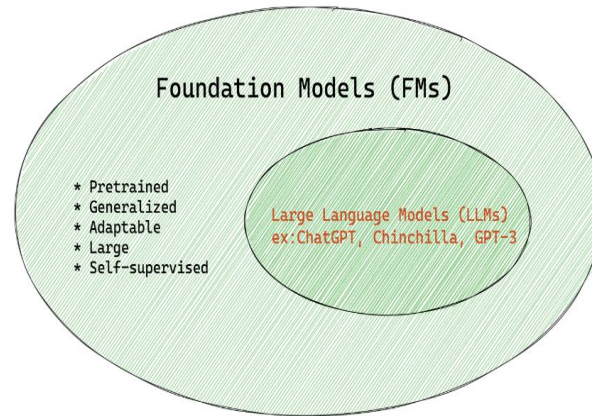 Foundation Models (FMs)
* Pretrained
* Generalized
* Adaptable
* Large
* Self-supervised
Large Language Models (LLMs)
ex:ChatGPT, Chinchilla, GPT-3